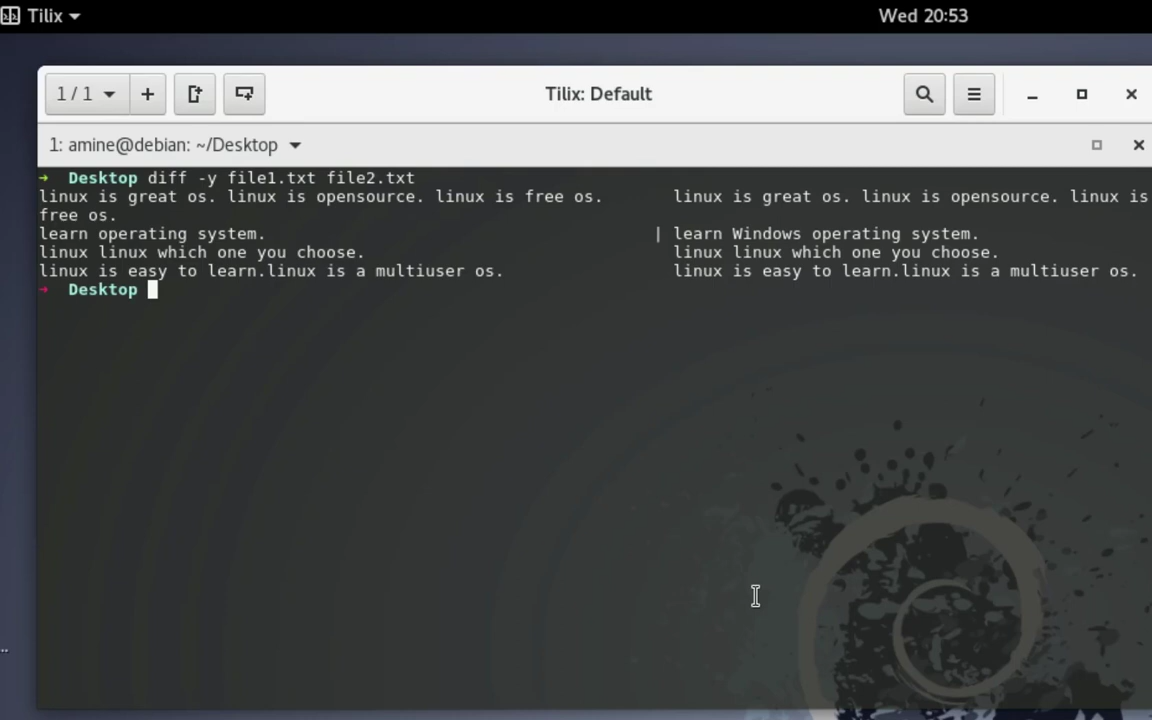 Tilix
Wed 20:53
1 / 1
Tilix: Default
1: amine@debian: ~/Desktop
➜ Desktop diff -y file1.txt file2.txt
linux is great os. linux is opensource. linux is free os. linux is great os. linux is opensource. linux is
free os.
learn operating system. | learn Windows operating system.
linux linux which one you choose. linux linux which one you choose.
linux is easy to learn.linux is a multiuser os. linux is easy to learn.linux is a multiuser os.
➜ Desktop
...